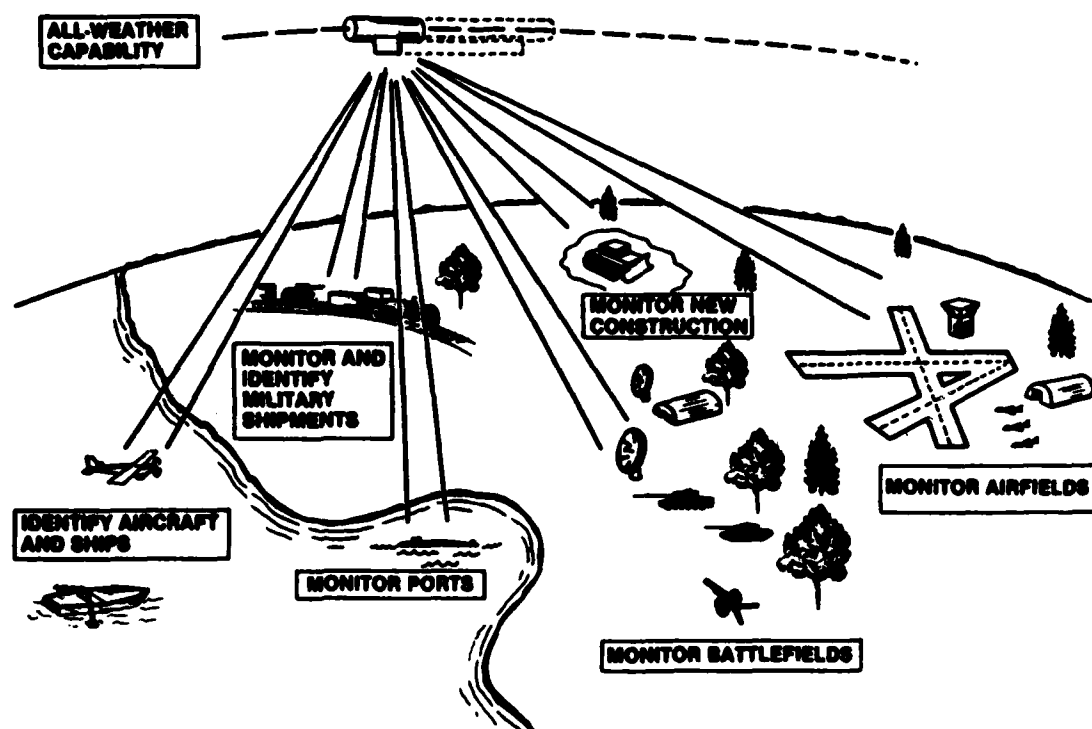 ALL-WEATHER
CAPABILITY
MONITOR NEW
CONSTRUCTION
MONITOR AND
IDENTIFY
MILITARY
SHIPMENTS
MONITOR AIRFIELDS
IDENTIFY AIRCRAFT
AND SHIPS
MONITOR PORTS
MONITOR BATTLEFIELDS